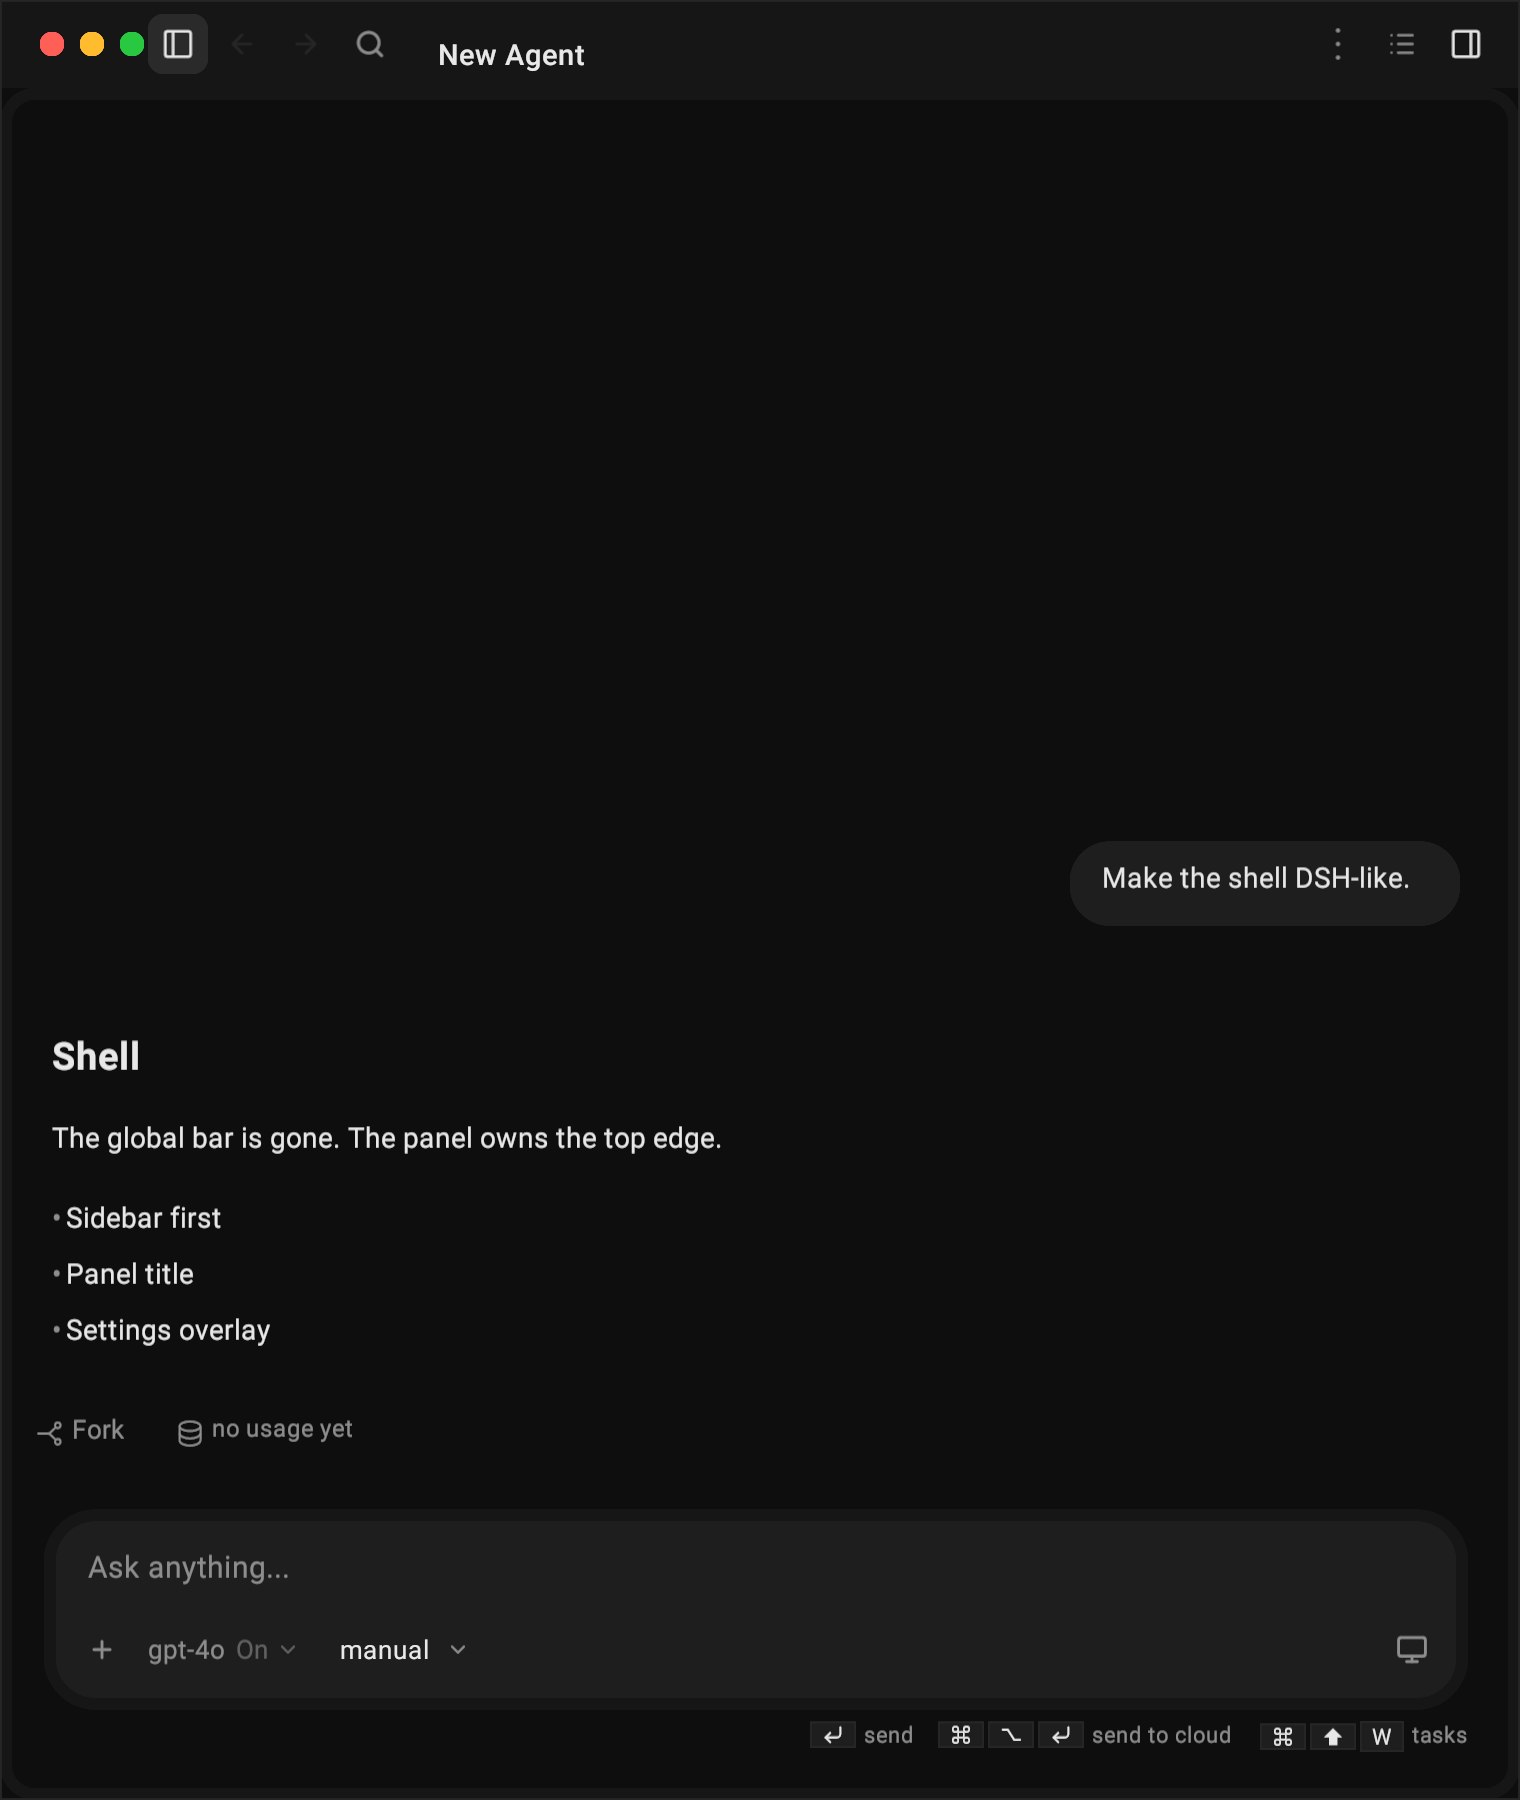 New Agent
Make the shell DSH-like.
Shell
The global bar is gone. The panel owns the top edge.
• Sidebar first
• Panel title
• Settings overlay
Fork no usage yet
Ask anything...
+ gpt-4o On manual
↵ send ⌘ ⌥ ↵ send to cloud ⌘ ⬆ W tasks